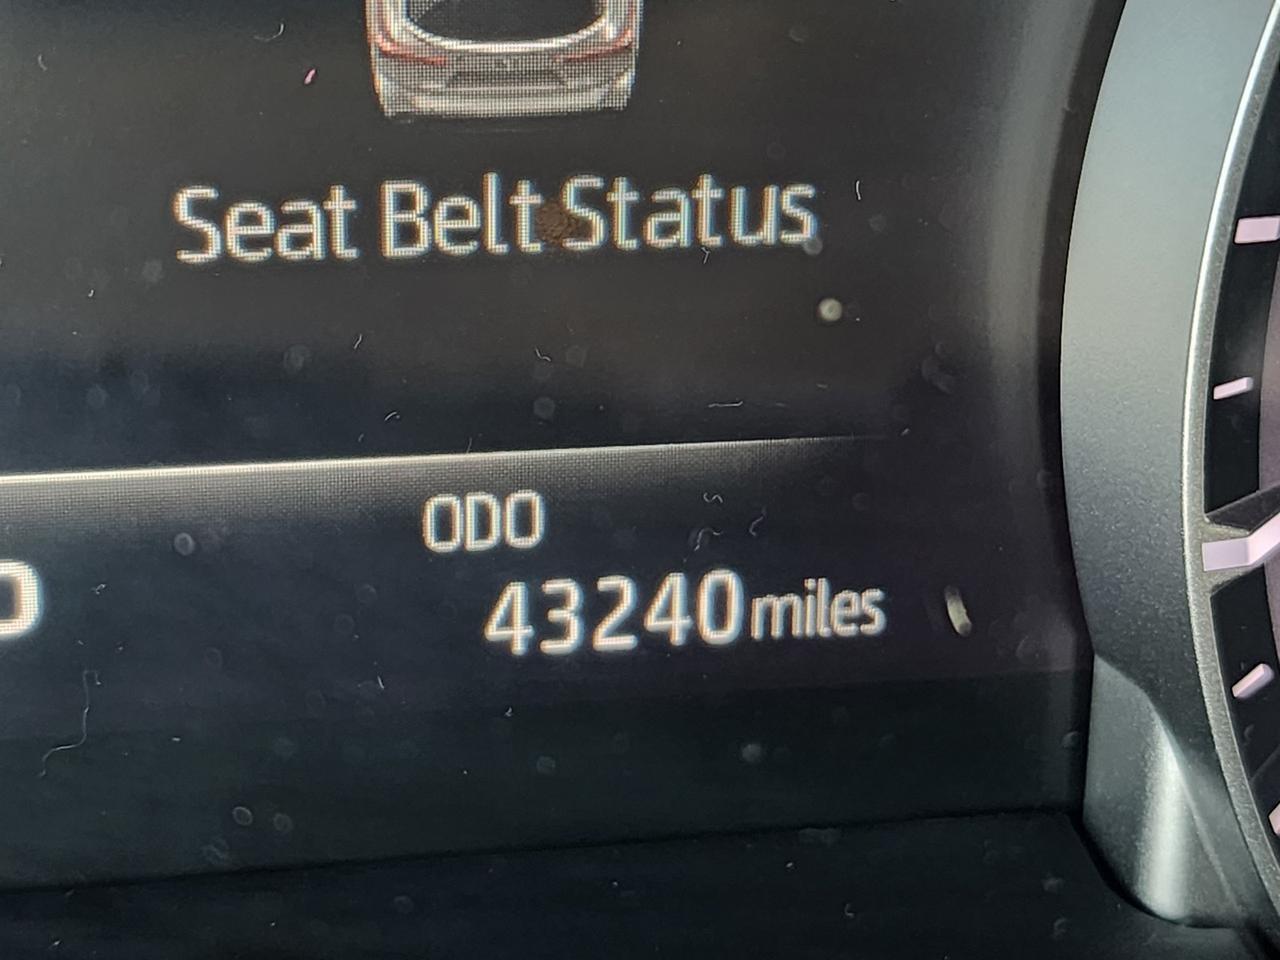 Seat Belt Status
ODO
43240 miles